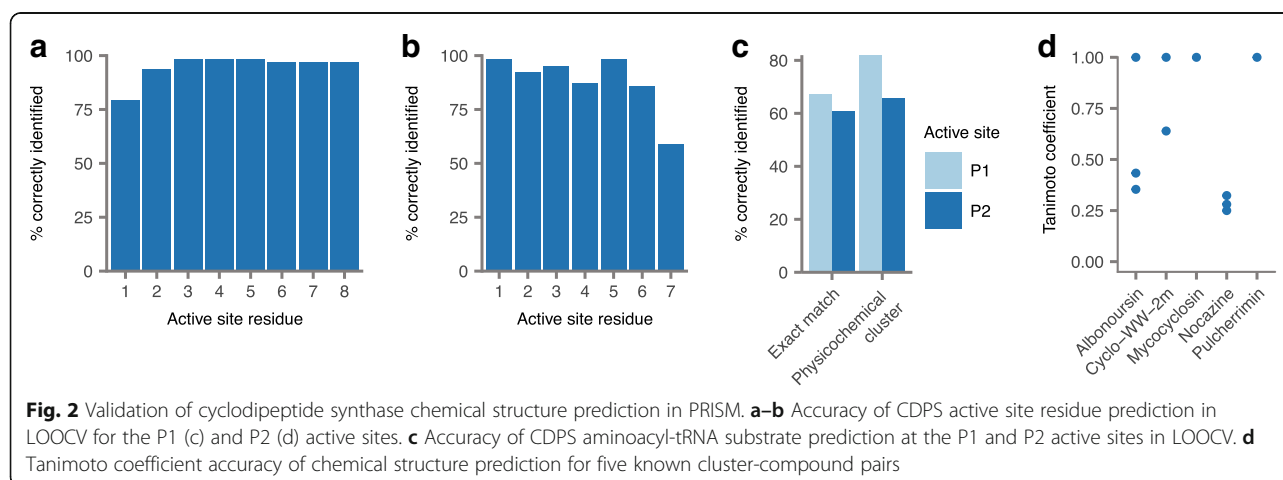 a
100
75
50
25
0
% correctly identified
1 2 3 4 5 6 7 8
Active site residue
b
100
75
50
25
0
% correctly identified
1 2 3 4 5 6 7
Active site residue
c
80
60
40
20
0
% correctly identified
Exact match
Physicochemical
cluster
Active site
P1
P2
d
1.00
0.75
0.50
0.25
0.00
Tanimoto coefficient
Albonoursin
Cyclo-WW-2m
Mycocyclosin
Nocazine
Pulcherrimin
Fig. 2 Validation of cyclodipeptide synthase chemical structure prediction in PRISM. a–b Accuracy of CDPS active site residue prediction in
LOOCV for the P1 (c) and P2 (d) active sites. c Accuracy of CDPS aminoacyl-tRNA substrate prediction at the P1 and P2 active sites in LOOCV. d
Tanimoto coefficient accuracy of chemical structure prediction for five known cluster-compound pairs